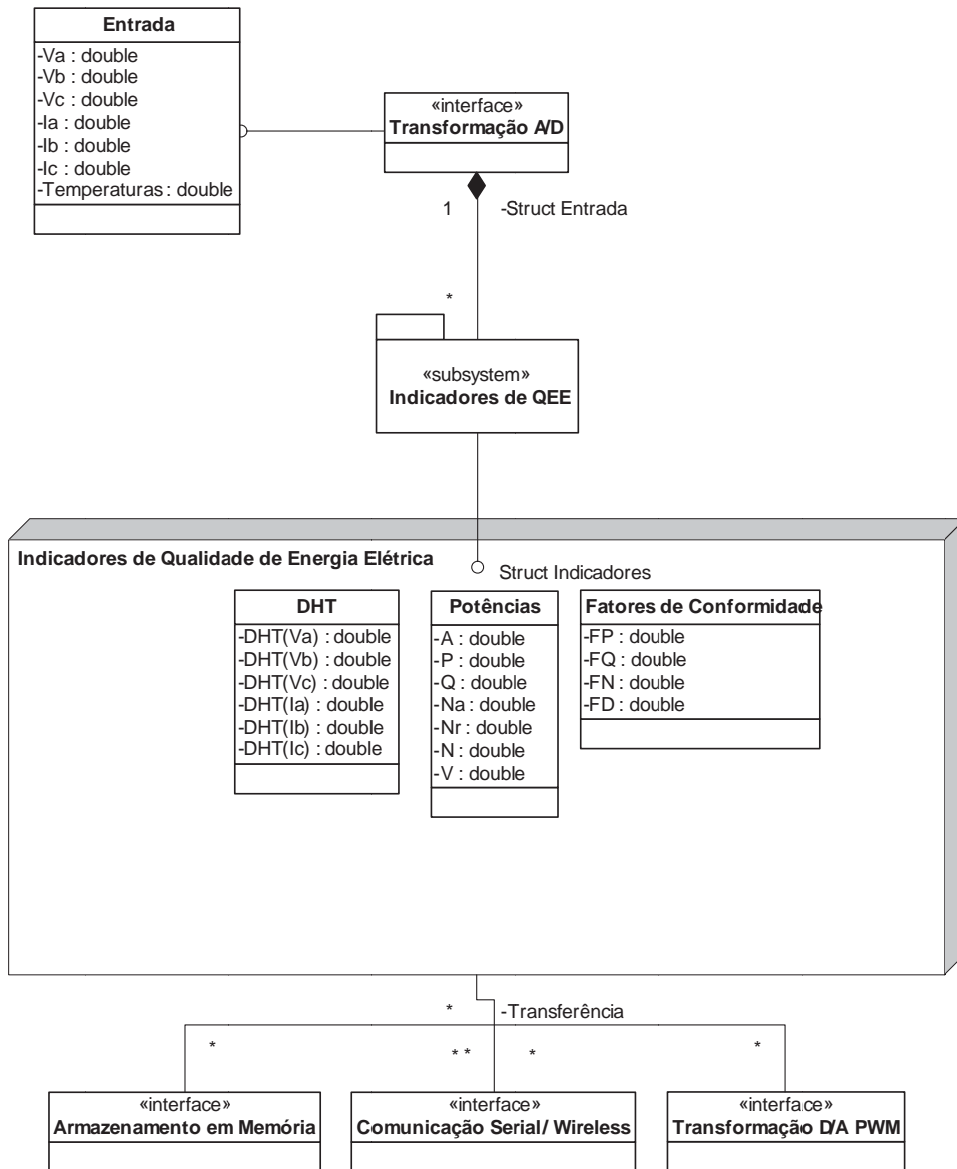 Entrada
-Va : double
-Vb : double
-Vc : double
-Ia : double
-Ib : double
-Ic : double
-Temperaturas : double
«interface»
Transformação A/D
1
-Struct Entrada
*
«subsystem»
Indicadores de QEE
Indicadores de Qualidade de Energia Elétrica
Struct Indicadores
DHT
-DHT(Va) : double
-DHT(Vb) : double
-DHT(Vc) : double
-DHT(Ia) : double
-DHT(Ib) : double
-DHT(Ic) : double
Potências
-A : double
-P : double
-Q : double
-Na : double
-Nr : double
-N : double
-V : double
Fatores de Conformidade
-FP : double
-FQ : double
-FN : double
-FD : double
*
-Transferência
*
* *
*
*
«interface»
Armazenamento em Memória
«interface»
Comunicação Serial/ Wireless
«interface»
Transformação D/A PWM